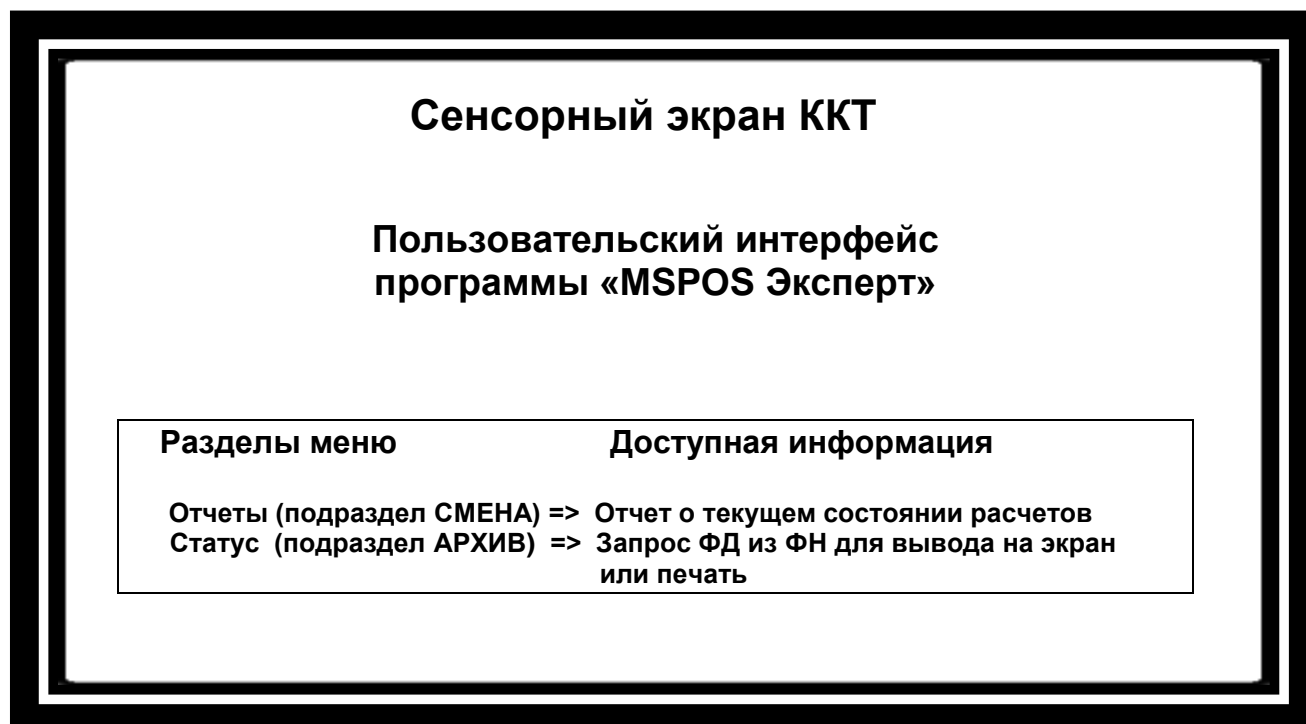 Сенсорный экран ККТ
Пользовательский интерфейс
программы «MSPOS Эксперт»
Разделы меню Доступная информация
Отчеты (подраздел СМЕНА) => Отчет о текущем состоянии расчетов
Статус (подраздел АРХИВ) => Запрос ФД из ФН для вывода на экран
или печать